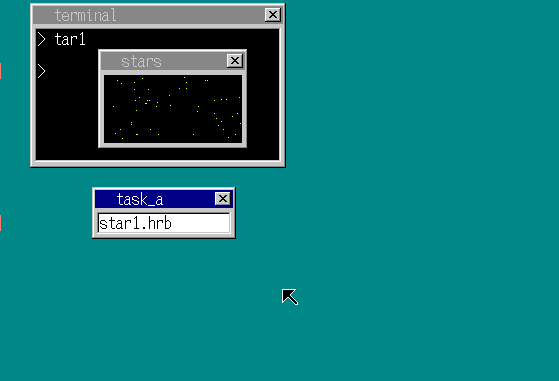 terminal
> tar1
stars
>
task_a
star1.hrb